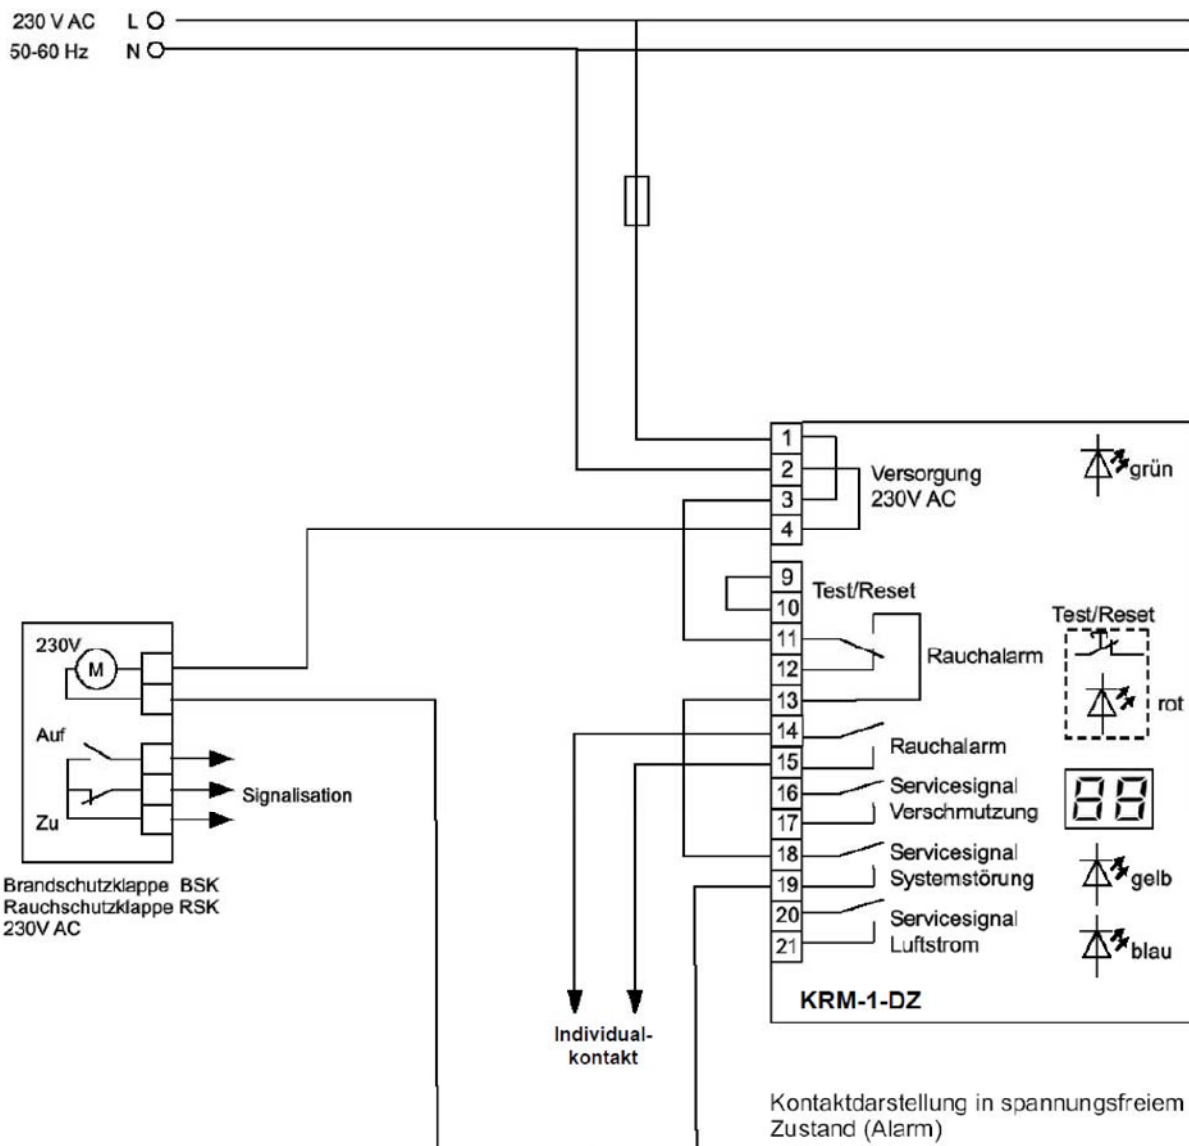 230 V AC L
50-60 Hz N
1
2
3
4
Versorgung
230V AC
grün
9
10
11
12
13
14
15
16
17
18
19
20
21
Test/Reset
Rauchalarm
Test/Reset
rot
Rauchalarm
Servicesignal
Verschmutzung
88
Servicesignal
Systemstörung
gelb
Servicesignal
Luftstrom
blau
KRM-1-DZ
230V
M
Auf
Zu
Signalisation
Brandschutzklappe BSK
Rauchschutzklappe RSK
230V AC
Individual-
kontakt
Kontaktdarstellung in spannungsfreiem
Zustand (Alarm)